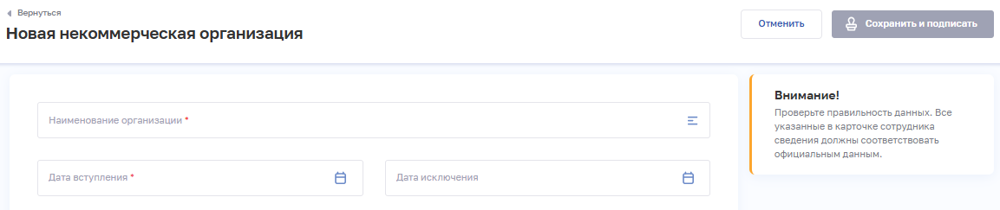 Вернуться
Новая некоммерческая организация
Отменить
Сохранить и подписать
Наименование организации *
Дата вступления *
Дата исключения
Внимание!
Проверьте правильность данных. Все
указанные в карточке сотрудника
сведения должны соответствовать
официальным данным.